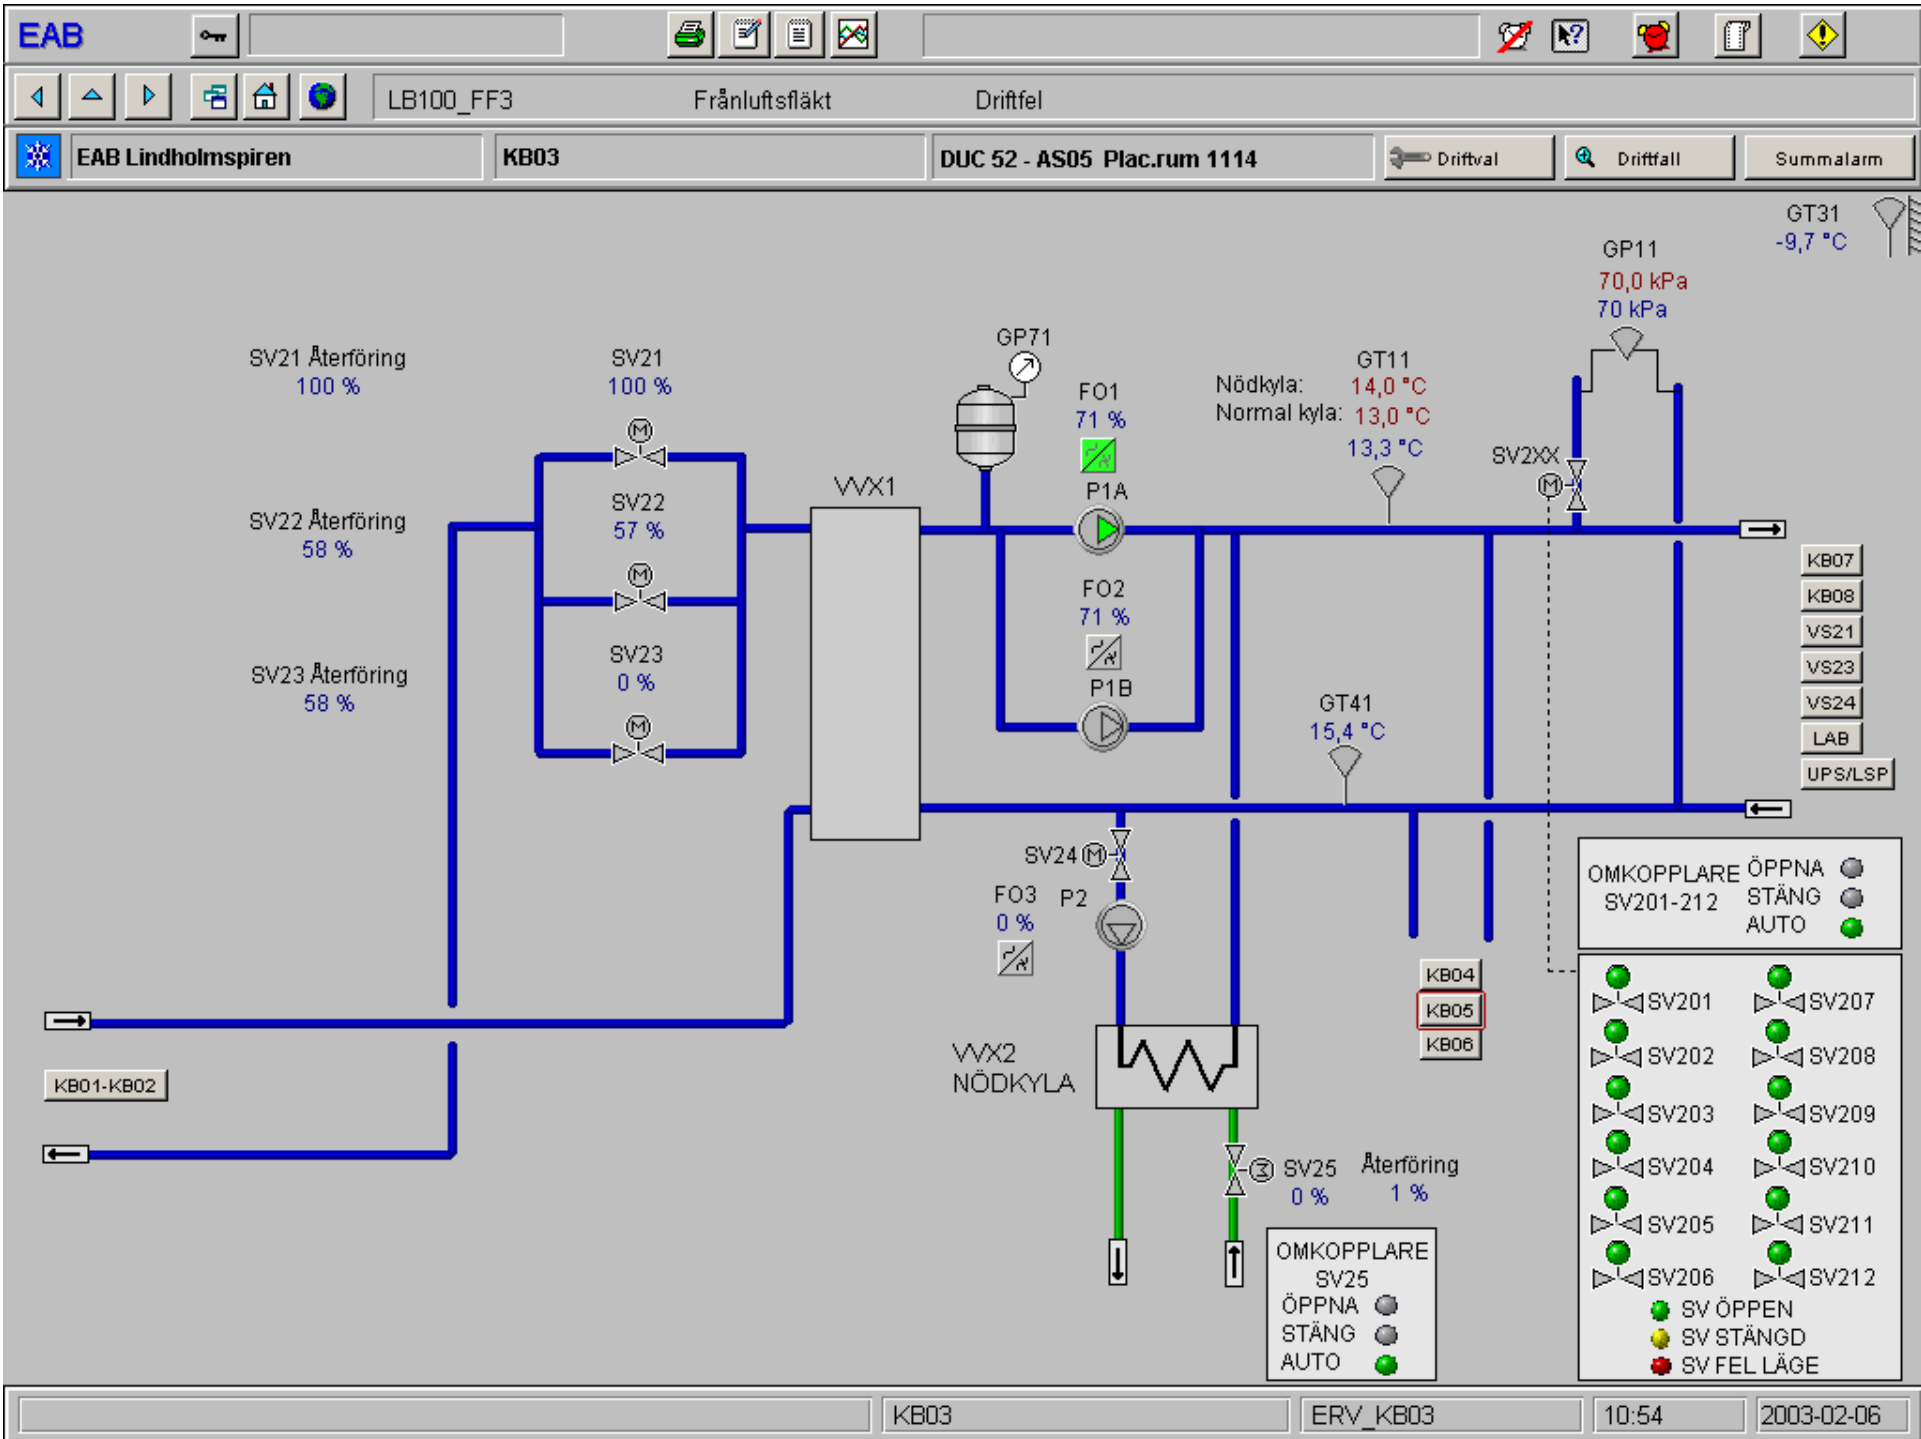 EAB
LB100_FF3 Frånluftsfläkt Driftfel
EAB Lindholmspiren KB03 DUC 52 - AS05 Plac.rum 1114 Driftval Driftfall Summalarm
GT31
-9,7 °C
GP11
70,0 kPa
70 kPa
SV21 Återföring
100 %
SV21
100 %
GP71
FO1
71 %
P1A
GT11
Nödkyla: 14,0 °C
Normal kyla: 13,0 °C
13,3 °C
SV2XX
M
M
SV22 Återföring
58 %
SV22
57 %
M
VVX1
FO2
71 %
P1B
SV23 Återföring
58 %
SV23
0 %
M
GT41
15,4 °C
KB07
KB08
VS21
VS23
VS24
LAB
UPS/LSP
SV24 M
FO3
0 %
P2
OMKOPPLARE
SV201-212
ÖPPNA
STÄNG
AUTO
KB04
KB05
KB06
KB01-KB02
VVX2
NÖDKYLA
M SV25
0 %
Återföring
1 %
OMKOPPLARE
SV25
ÖPPNA
STÄNG
AUTO
SV201 SV207
SV202 SV208
SV203 SV209
SV204 SV210
SV205 SV211
SV206 SV212
SV ÖPPEN
SV STÄNGD
SV FEL LÄGE
KB03 ERV_KB03 10:54 2003-02-06